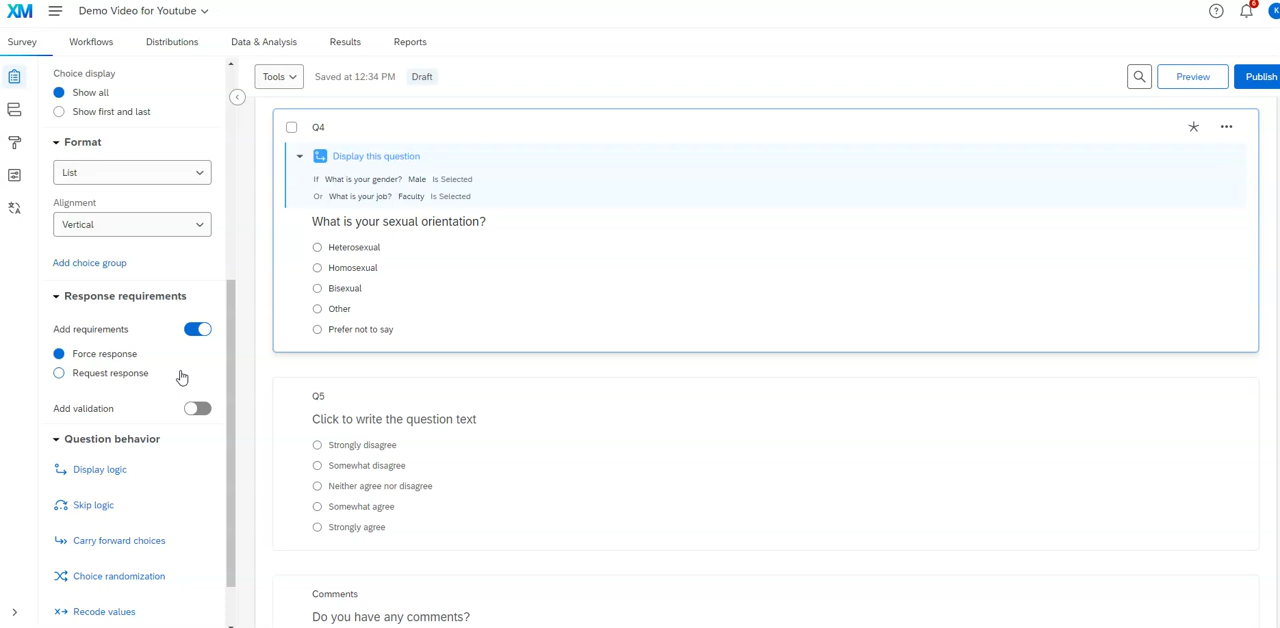 XM Demo Video for Youtube
6
K
Survey Workflows Distributions Data & Analysis Results Reports
Tools Saved at 12:34 PM Draft Preview Publish
Choice display
Show all
Show first and last
Format
List
Alignment
Vertical
Add choice group
Response requirements
Add requirements
Force response
Request response
Add validation
Question behavior
Display logic
Skip logic
Carry forward choices
Choice randomization
Recode values
Q4
Display this question
If What is your gender? Male Is Selected
Or What is your job? Faculty Is Selected
What is your sexual orientation?
Heterosexual
Homosexual
Bisexual
Other
Prefer not to say
Q5
Click to write the question text
Strongly disagree
Somewhat disagree
Neither agree nor disagree
Somewhat agree
Strongly agree
Comments
Do you have any comments?